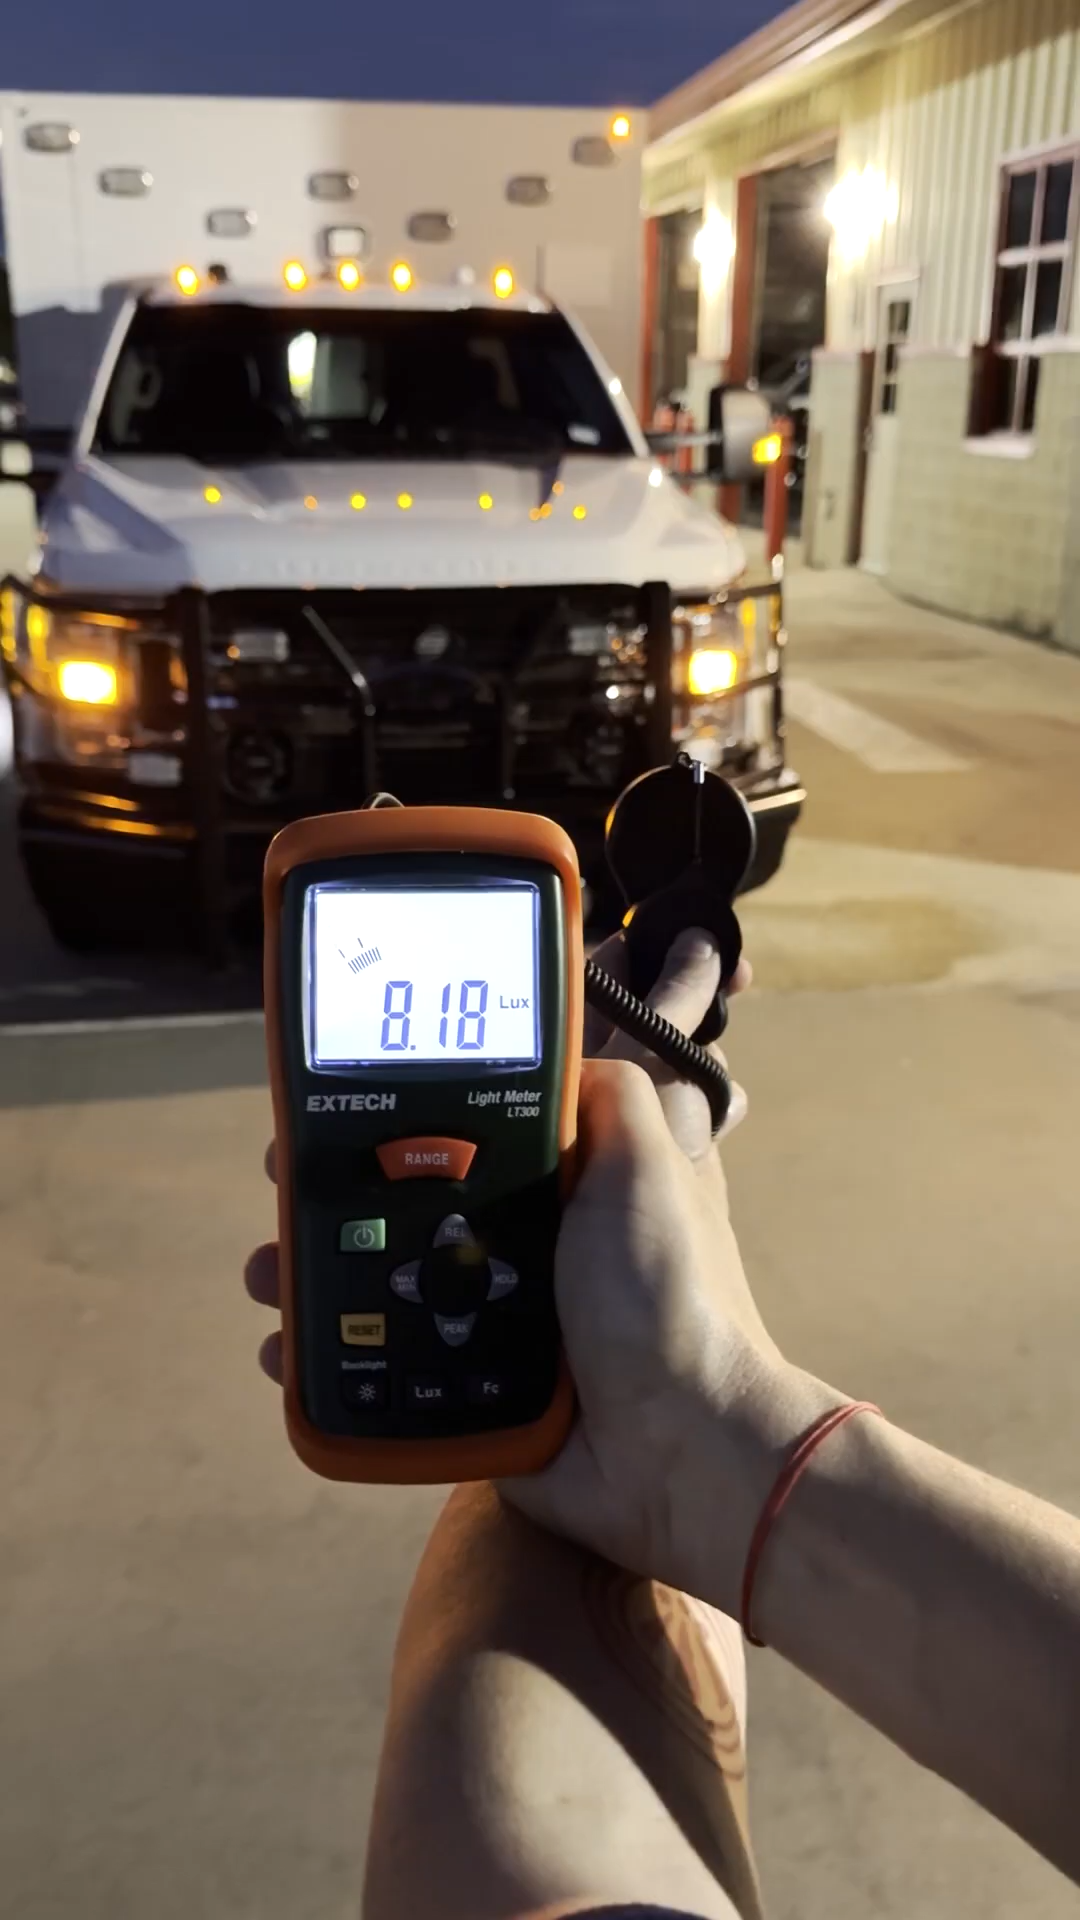 8.18 Lux
EXTECH
Light Meter
LT300
RANGE
REL
MAX
MIN
HOLD
PEAK
RESET
Backlight
Lux
Fc